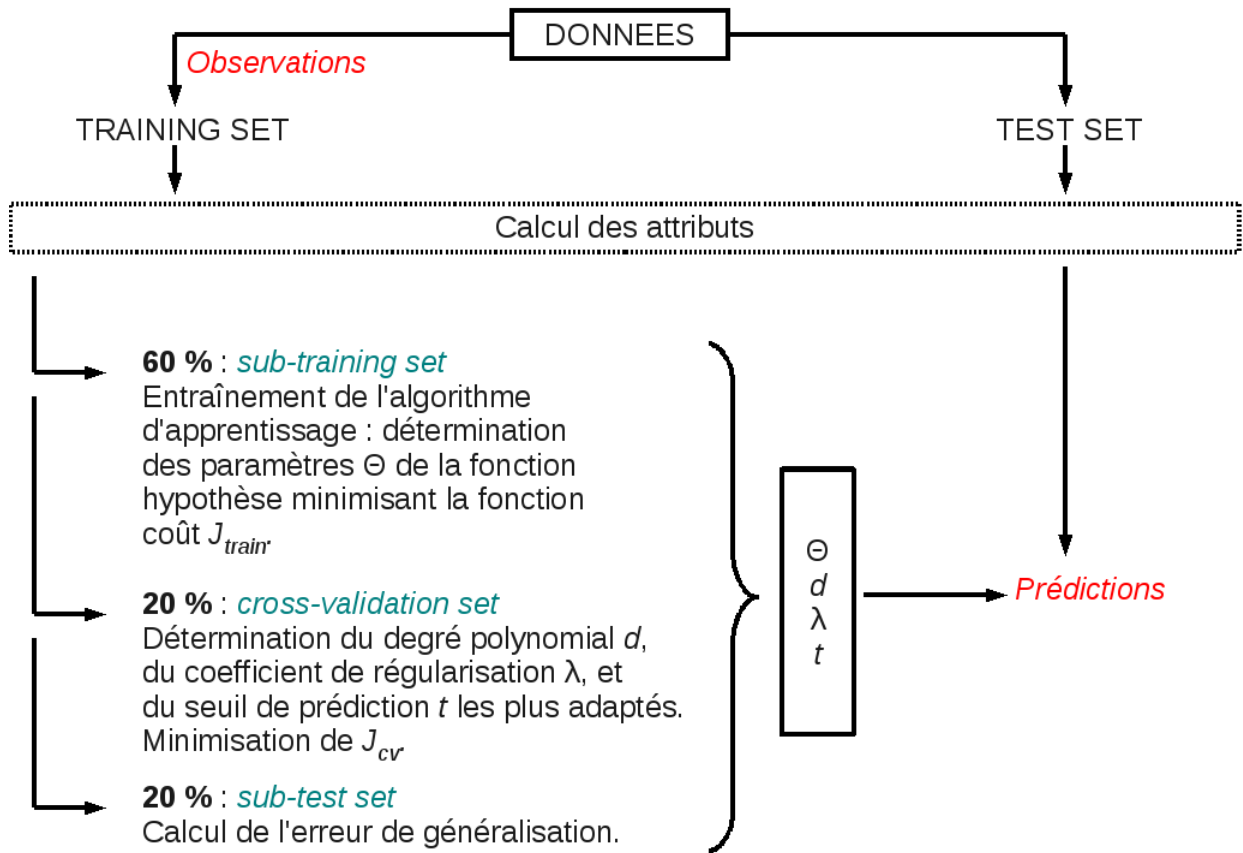 DONNEES
Observations
TRAINING SET
TEST SET
Calcul des attributs
60 % : sub-training set
Entraînement de l'algorithme
d'apprentissage : détermination
des paramètres Θ de la fonction
hypothèse minimisant la fonction
coût J_train.
20 % : cross-validation set
Détermination du degré polynomial d,
du coefficient de régularisation λ, et
du seuil de prédiction t les plus adaptés.
Minimisation de J_cv.
20 % : sub-test set
Calcul de l'erreur de généralisation.
Θ
d
λ
t
Prédictions